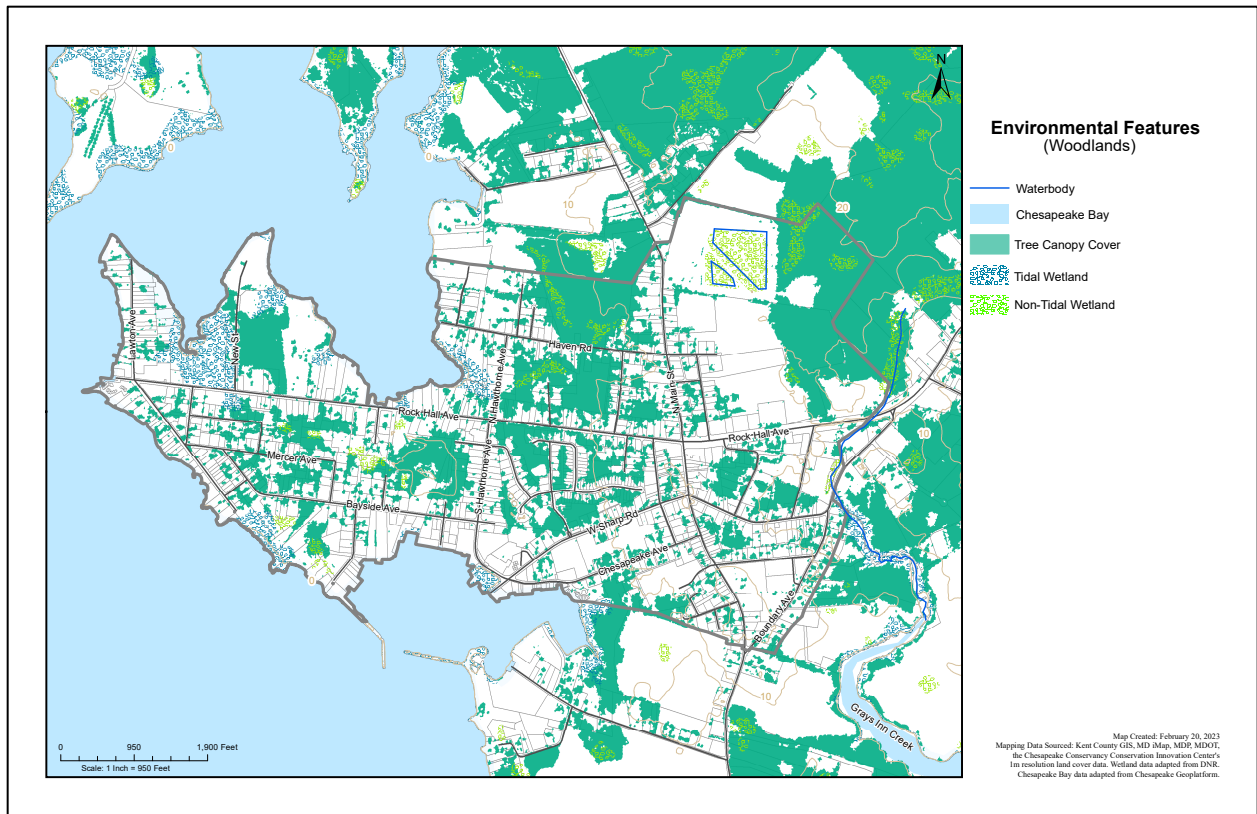 N
Environmental Features
(Woodlands)
Waterbody
Chesapeake Bay
Tree Canopy Cover
Tidal Wetland
Non-Tidal Wetland
0
0
10
20
Lawton Ave
New St
Haven Rd
N Hawthorne Ave
N Main St
Rock Hall Ave
Rock Hall Ave
10
Mercer Ave
S Hawthorne Ave
Bayside Ave
W Sharp Rd
Chesapeake Ave
0
Boundary Ave
10
Grays Inn Creek
0 950 1,900 Feet
Scale: 1 Inch = 950 Feet
Map Created: February 20, 2023
Mapping Data Sourced: Kent County GIS, MD iMap, MDP, MDOT,
the Chesapeake Conservancy Conservation Innovation Center's
1m resolution land cover data. Wetland data adapted from DNR.
Chesapeake Bay data adapted from Chesapeake Geoplatform.